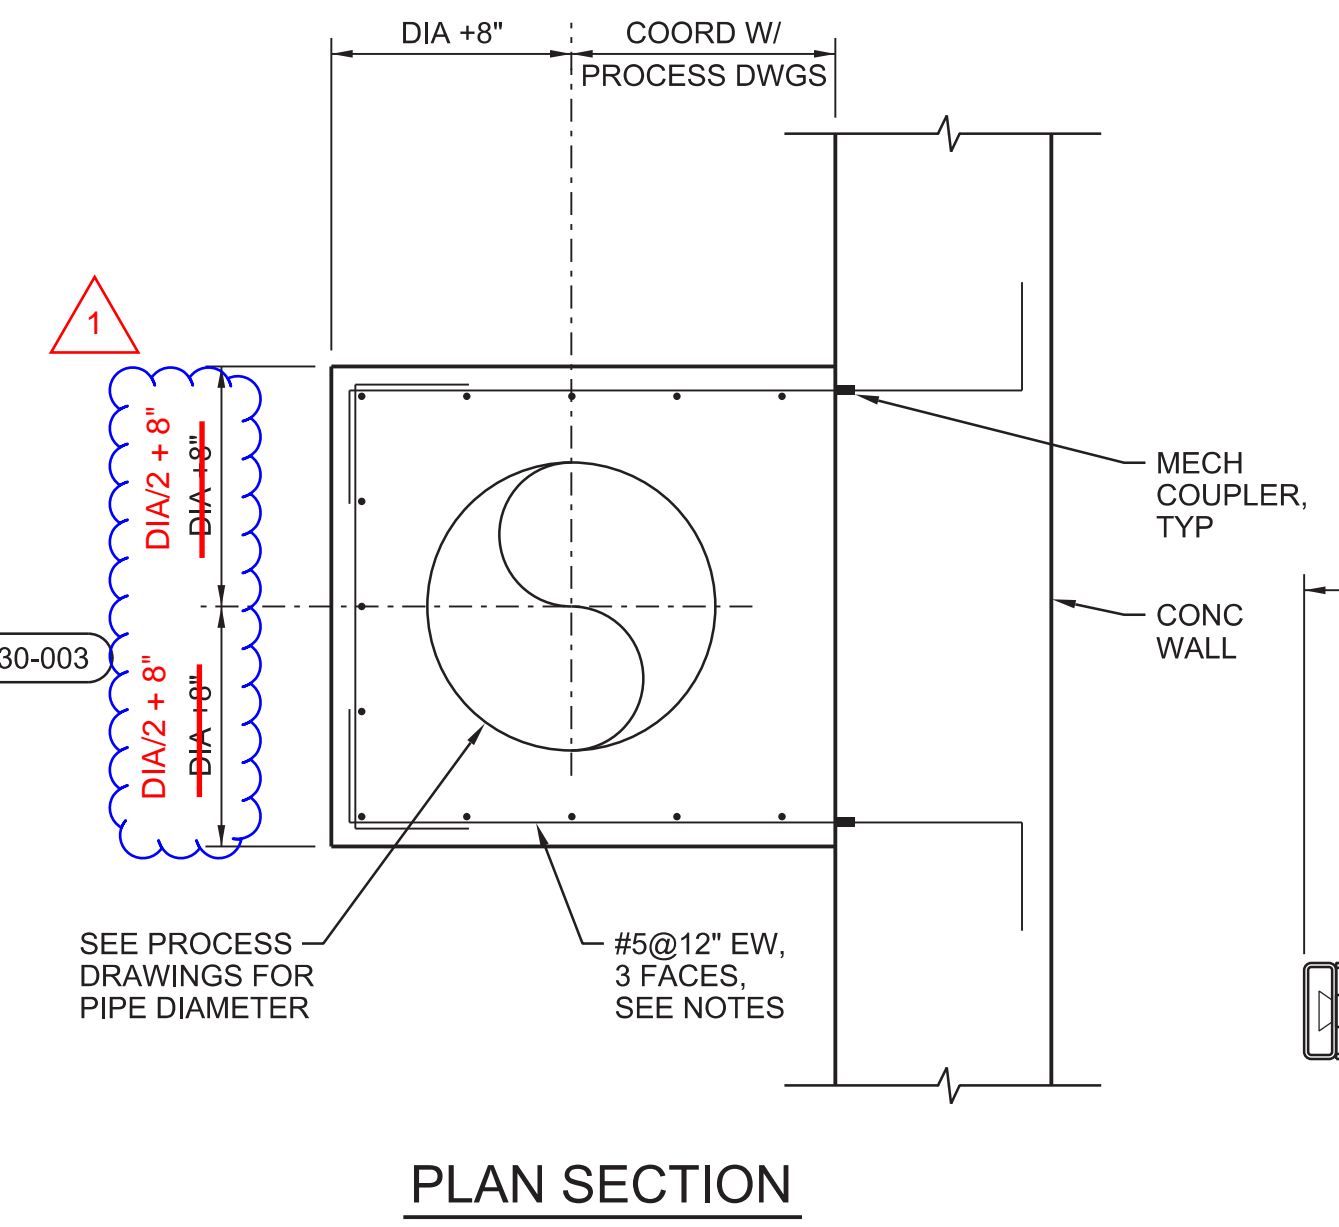 DIA +8"
COORD W/
PROCESS DWGS
1
DIA/2 + 8"
DIA +8"
MECH
COUPLER,
TYP
CONC
WALL
30-003
DIA/2 + 8"
DIA +8"
SEE PROCESS
DRAWINGS FOR
PIPE DIAMETER
#5@12" EW,
3 FACES,
SEE NOTES
PLAN SECTION